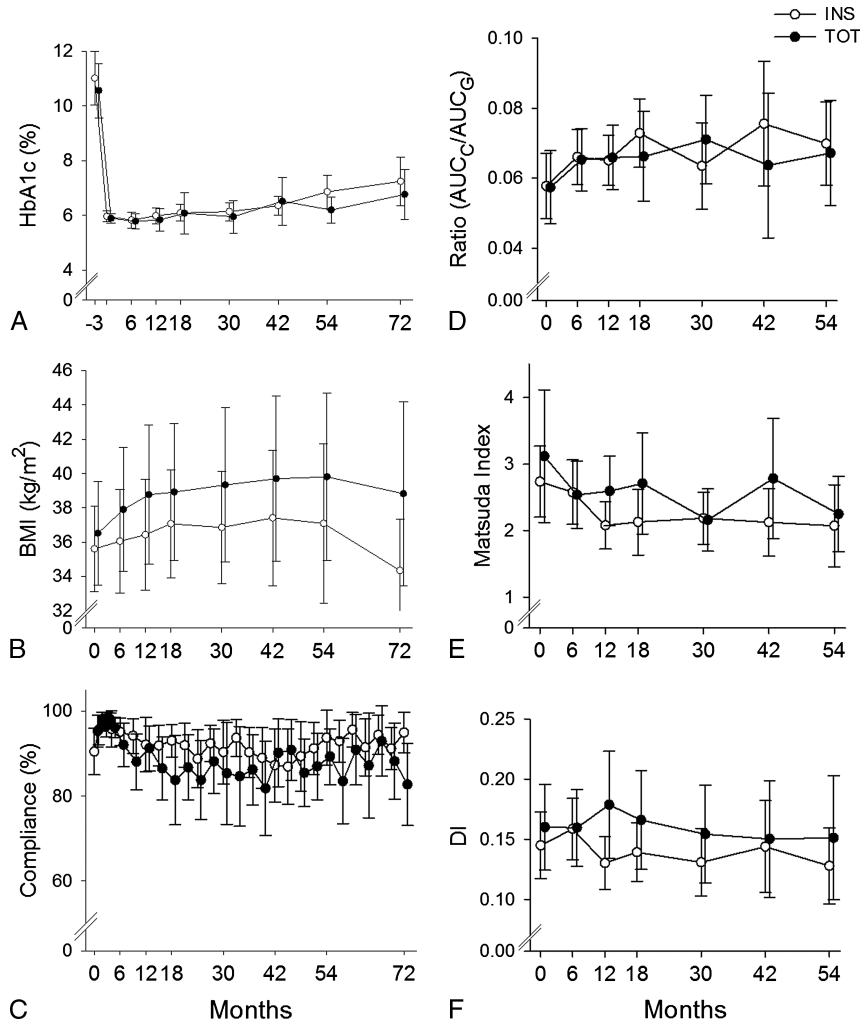 INS
TOT
12
10
8
6
4
0
HbA1c (%)
A
-3 6 12 18 30 42 54 72
0.10
0.08
0.06
0.04
0.00
Ratio (AUC_C/AUC_G)
D
0 6 12 18 30 42 54
46
44
42
40
38
36
34
32
0
BMI (kg/m²)
B
0 6 12 18 30 42 54 72
4
3
2
1
0
Matsuda Index
E
0 6 12 18 30 42 54
100
80
60
0
Compliance (%)
C
0 6 12 18 30 42 54 72
Months
0.25
0.20
0.15
0.10
0.00
DI
F
0 6 12 18 30 42 54
Months